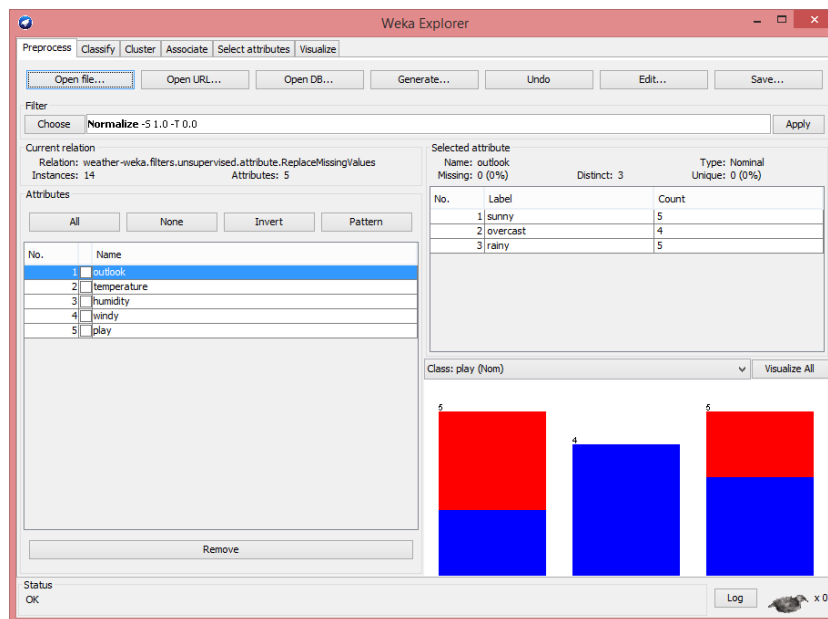 Weka Explorer
Preprocess Classify Cluster Associate Select attributes Visualize
Open file... Open URL... Open DB... Generate... Undo Edit... Save...
Filter
Choose Normalize -S 1.0 -T 0.0 Apply
Current relation
Relation: weather-weka.filters.unsupervised.attribute.ReplaceMissingValues
Instances: 14 Attributes: 5
Attributes
All None Invert Pattern
No. Name
1 outlook
2 temperature
3 humidity
4 windy
5 play
Remove
Selected attribute
Name: outlook Type: Nominal
Missing: 0 (0%) Distinct: 3 Unique: 0 (0%)
No. Label Count
1 sunny 5
2 overcast 4
3 rainy 5
Class: play (Nom) Visualize All
5 4 5
Status
OK Log x 0